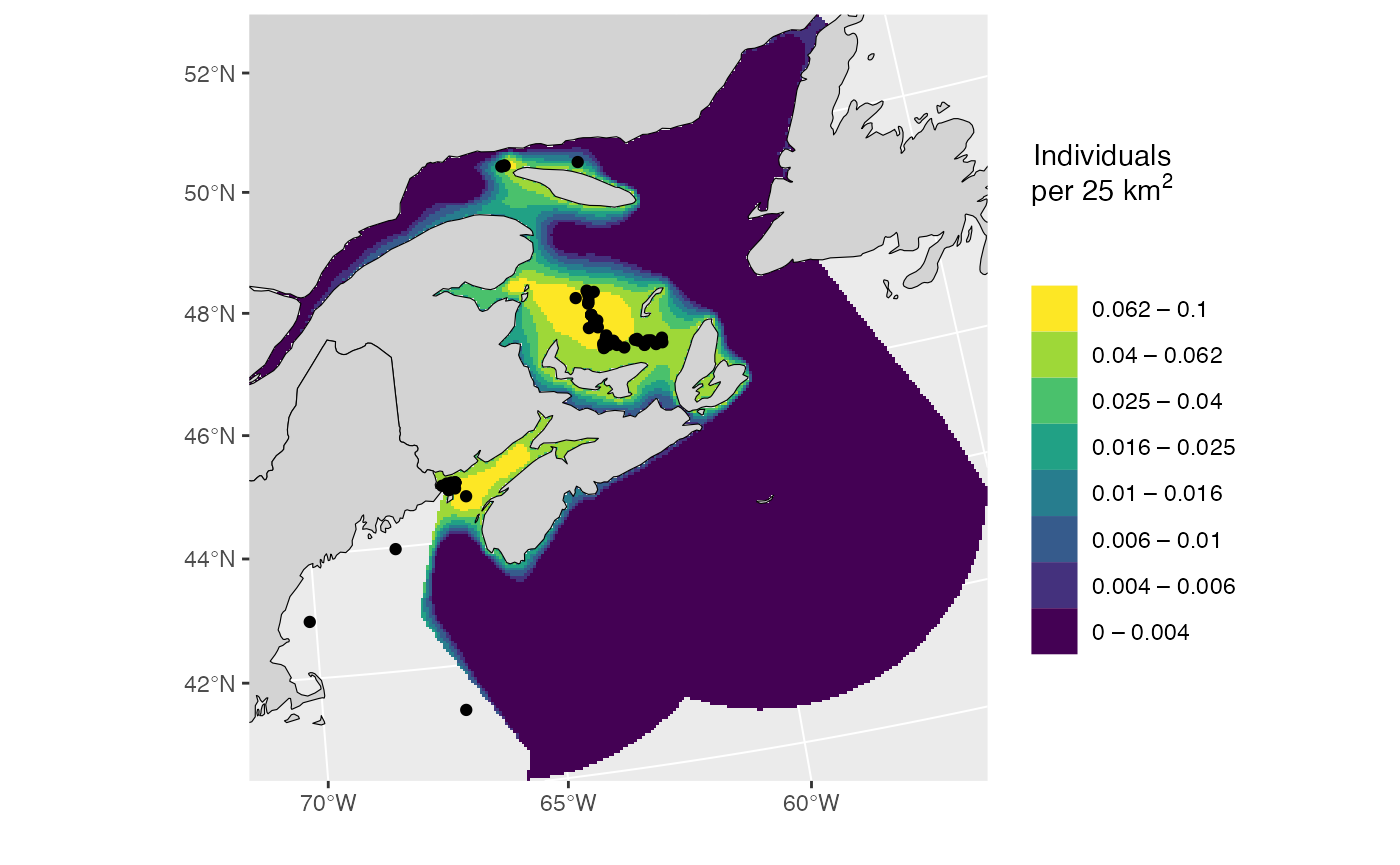 52°N
50°N
48°N
46°N
44°N
42°N
70°W
65°W
60°W
Individuals
per 25 km²
0.062 – 0.1
0.04 – 0.062
0.025 – 0.04
0.016 – 0.025
0.01 – 0.016
0.006 – 0.01
0.004 – 0.006
0 – 0.004